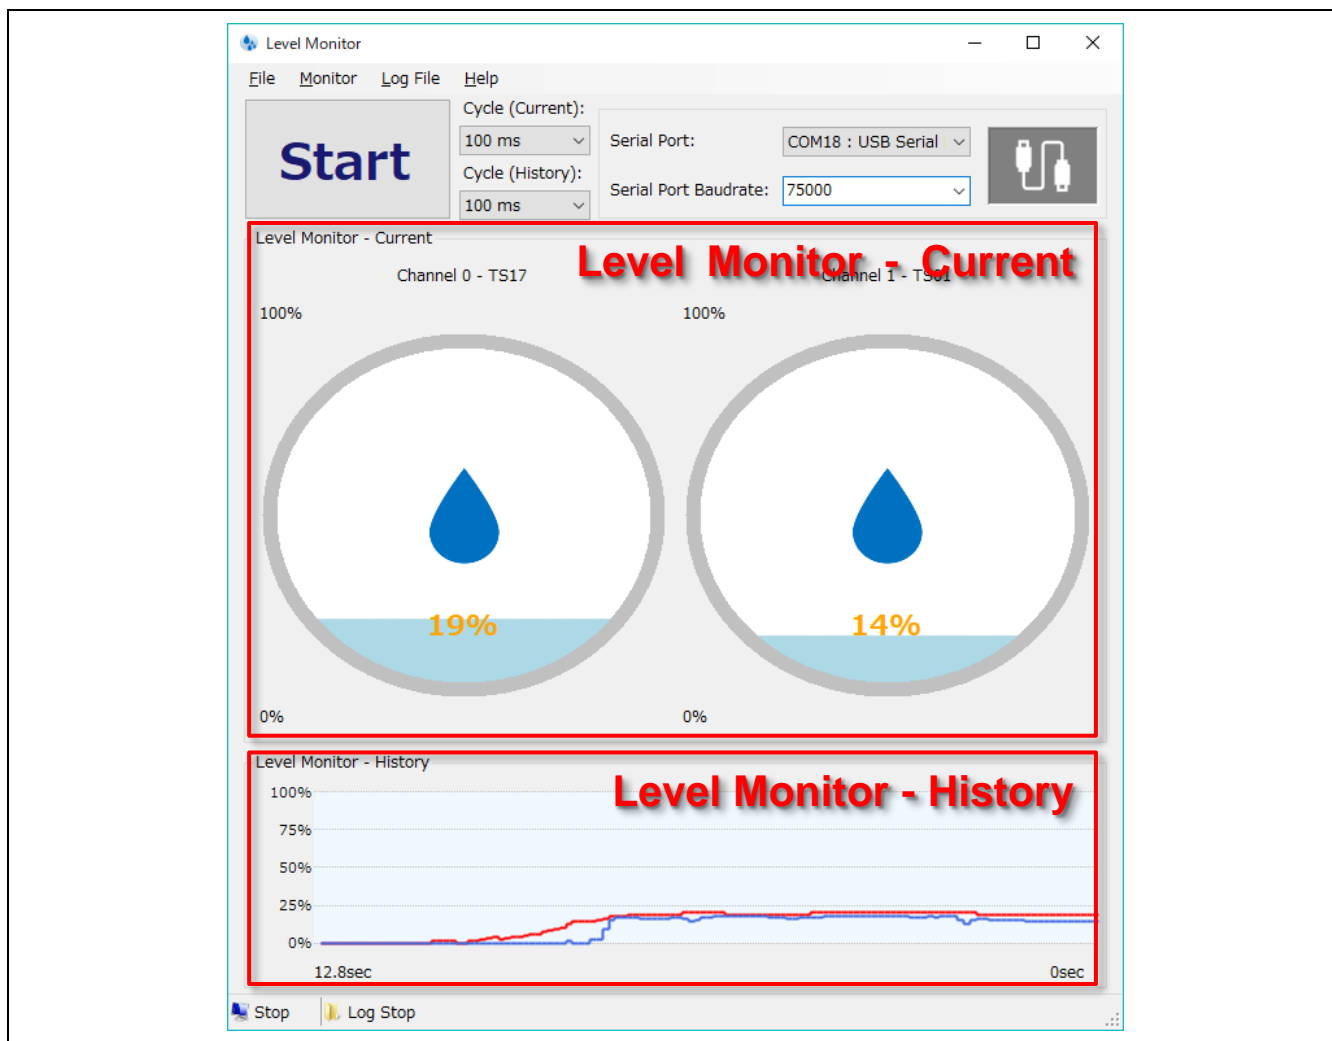 Level Monitor
File Monitor Log File Help
Start
Cycle (Current):
100 ms
Cycle (History):
100 ms
Serial Port:
COM18 : USB Serial
Serial Port Baudrate:
75000
Level Monitor - Current
Level Monitor - Current
Channel 0 - TS17
Channel 1 -
100%
100%
19%
14%
0%
0%
Level Monitor - History
Level Monitor - History
100%
75%
50%
25%
0%
12.8sec
0sec
Stop
Log Stop